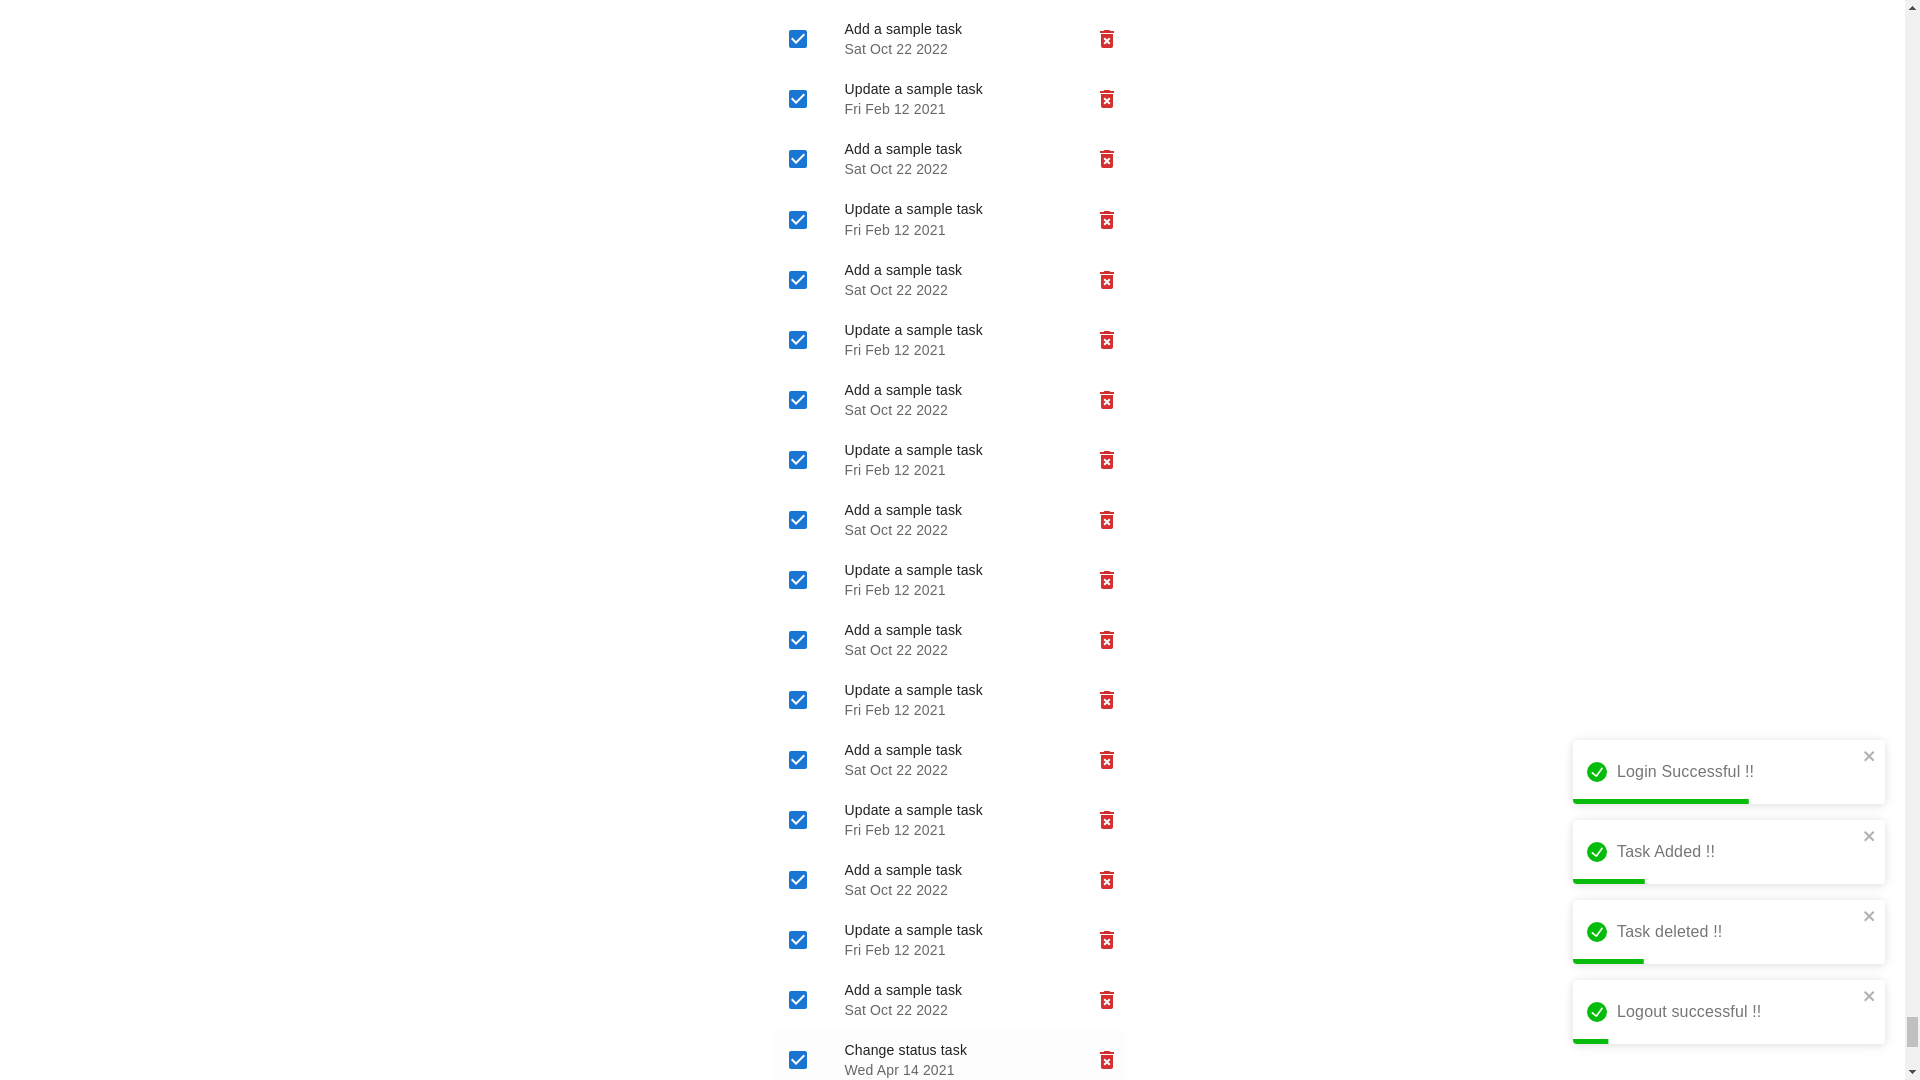 Add a sample task
Sat Oct 22 2022
Update a sample task
Fri Feb 12 2021
Add a sample task
Sat Oct 22 2022
Update a sample task
Fri Feb 12 2021
Add a sample task
Sat Oct 22 2022
Update a sample task
Fri Feb 12 2021
Add a sample task
Sat Oct 22 2022
Update a sample task
Fri Feb 12 2021
Add a sample task
Sat Oct 22 2022
Update a sample task
Fri Feb 12 2021
Add a sample task
Sat Oct 22 2022
Update a sample task
Fri Feb 12 2021
Add a sample task
Sat Oct 22 2022
Update a sample task
Fri Feb 12 2021
Add a sample task
Sat Oct 22 2022
Update a sample task
Fri Feb 12 2021
Add a sample task
Sat Oct 22 2022
Change status task
Wed Apr 14 2021
Login Successful !!
Task Added !!
Task deleted !!
Logout successful !!